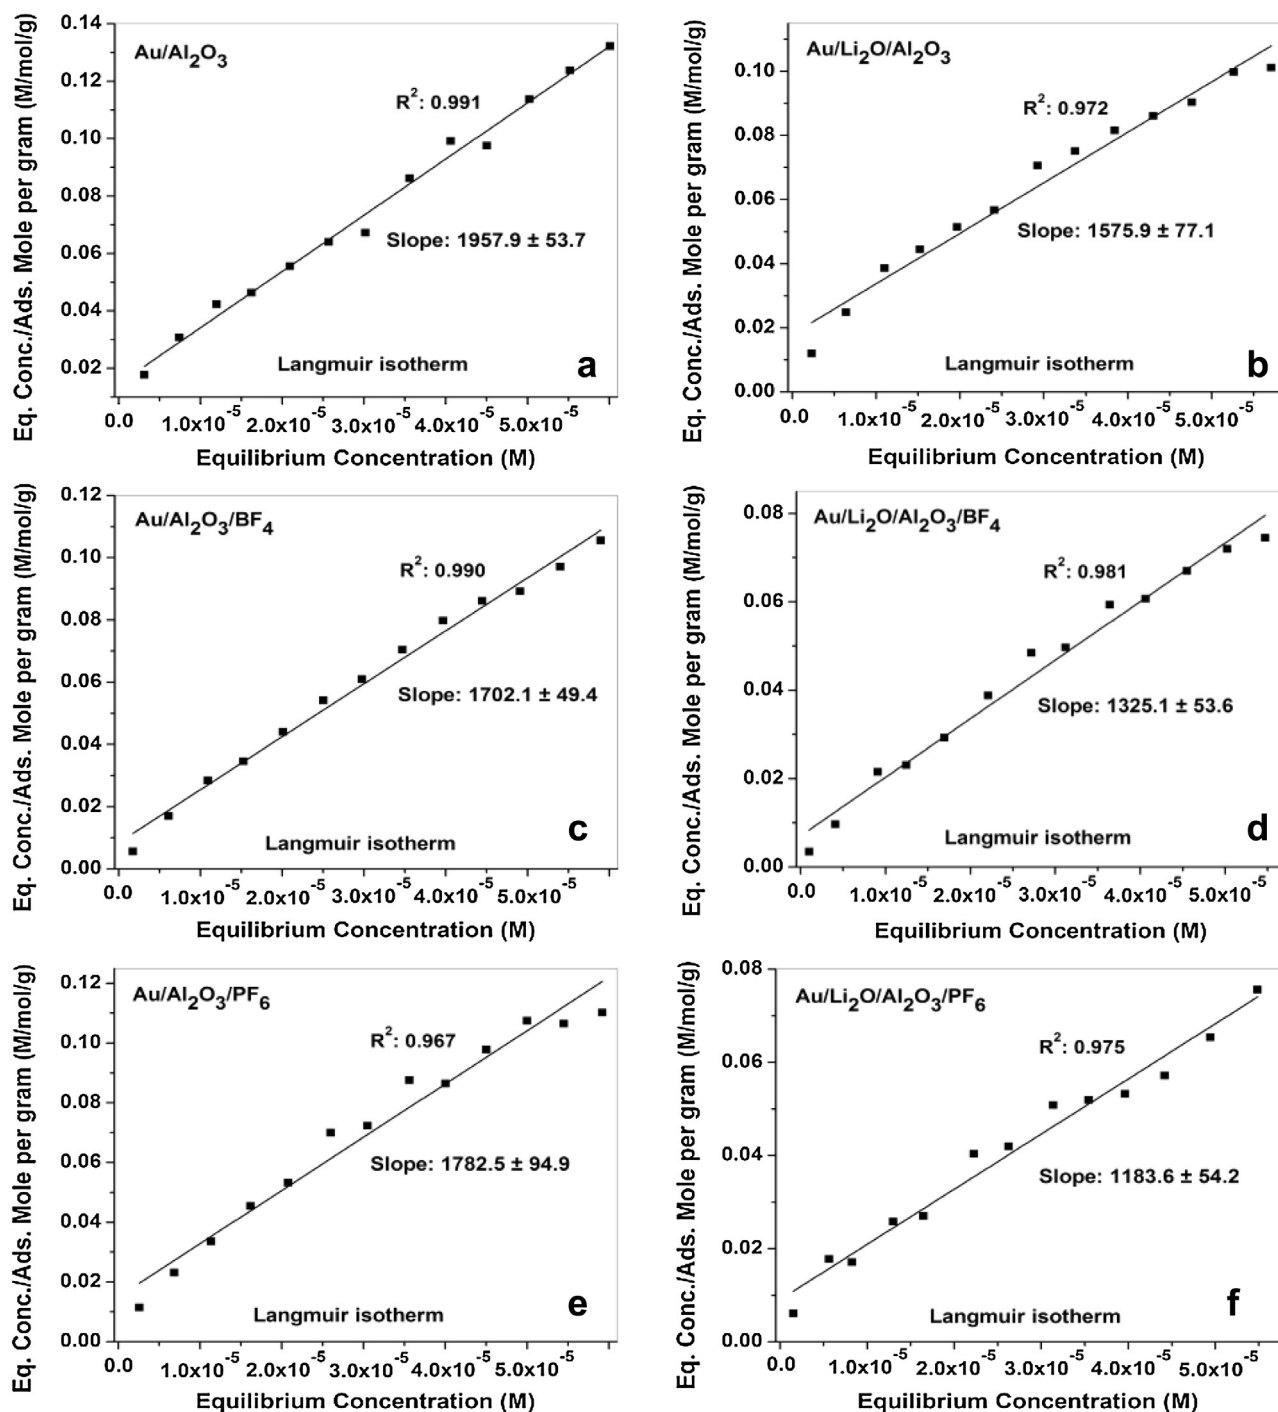 Eq. Conc./Ads. Mole per gram (M/mol/g)
0.14
0.12
0.10
0.08
0.06
0.04
0.02
Au/Al2O3
R2: 0.991
Slope: 1957.9 ± 53.7
Langmuir isotherm
a
0.0 1.0x10-5 2.0x10-5 3.0x10-5 4.0x10-5 5.0x10-5
Equilibrium Concentration (M)
Eq. Conc./Ads. Mole per gram (M/mol/g)
0.10
0.08
0.06
0.04
0.02
0.00
Au/Li2O/Al2O3
R2: 0.972
Slope: 1575.9 ± 77.1
Langmuir isotherm
b
0.0 1.0x10-5 2.0x10-5 3.0x10-5 4.0x10-5 5.0x10-5
Equilibrium Concentration (M)
Eq. Conc./Ads. Mole per gram (M/mol/g)
0.12
0.10
0.08
0.06
0.04
0.02
0.00
Au/Al2O3/BF4
R2: 0.990
Slope: 1702.1 ± 49.4
Langmuir isotherm
c
0.0 1.0x10-5 2.0x10-5 3.0x10-5 4.0x10-5 5.0x10-5
Equilibrium Concentration (M)
Eq. Conc./Ads. Mole per gram (M/mol/g)
0.08
0.06
0.04
0.02
0.00
Au/Li2O/Al2O3/BF4
R2: 0.981
Slope: 1325.1 ± 53.6
Langmuir isotherm
d
0.0 1.0x10-5 2.0x10-5 3.0x10-5 4.0x10-5 5.0x10-5
Equilibrium Concentration (M)
Eq. Conc./Ads. Mole per gram (M/mol/g)
0.12
0.10
0.08
0.06
0.04
0.02
0.00
Au/Al2O3/PF6
R2: 0.967
Slope: 1782.5 ± 94.9
Langmuir isotherm
e
0.0 1.0x10-5 2.0x10-5 3.0x10-5 4.0x10-5 5.0x10-5
Equilibrium Concentration (M)
Eq. Conc./Ads. Mole per gram (M/mol/g)
0.08
0.06
0.04
0.02
0.00
Au/Li2O/Al2O3/PF6
R2: 0.975
Slope: 1183.6 ± 54.2
Langmuir isotherm
f
0.0 1.0x10-5 2.0x10-5 3.0x10-5 4.0x10-5 5.0x10-5
Equilibrium Concentration (M)